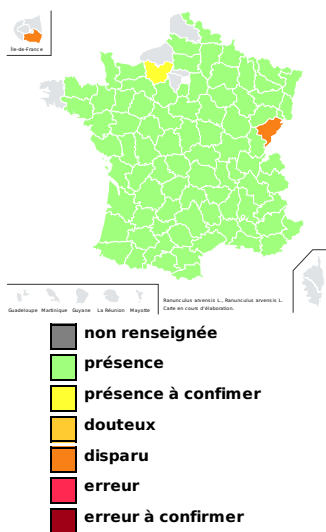 Île-de-France
Guadeloupe Martinique Guyane La Réunion Mayotte
Ranunculus arvensis L., Ranunculus arvensis L.
Carte en cours d'élaboration.
non renseignée
présence
présence à confimer
douteux
disparu
erreur
erreur à confirmer